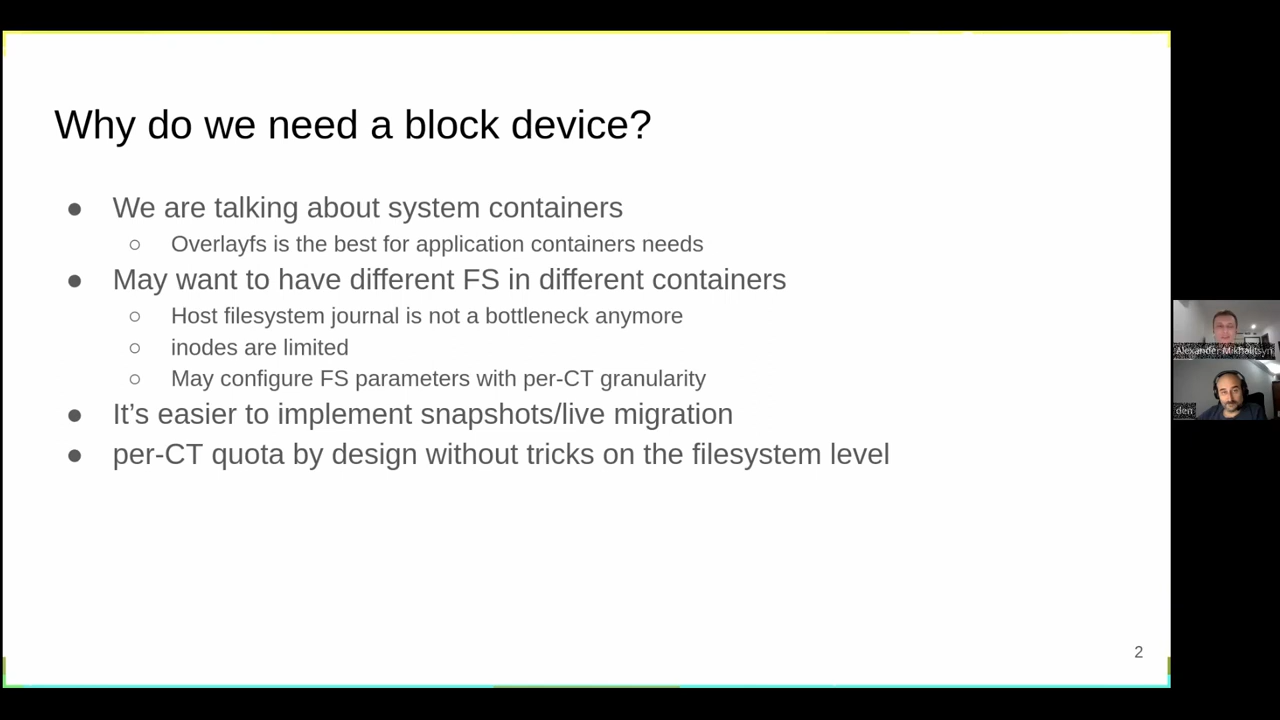 Why do we need a block device?
● We are talking about system containers
○ Overlayfs is the best for application containers needs
● May want to have different FS in different containers
○ Host filesystem journal is not a bottleneck anymore
○ inodes are limited
○ May configure FS parameters with per-CT granularity
● It’s easier to implement snapshots/live migration
● per-CT quota by design without tricks on the filesystem level
2
Alexander Mikhalitsyn
den